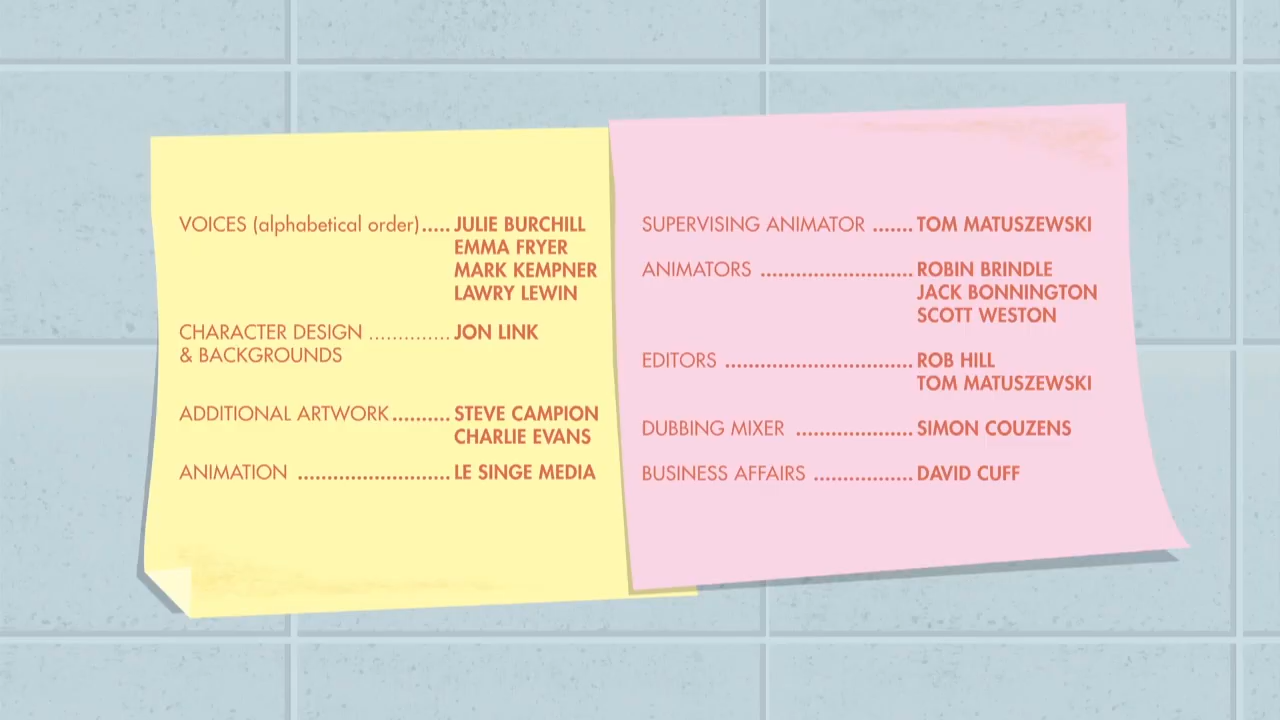 VOICES (alphabetical order)..... JULIE BURCHILL
EMMA FRYER
MARK KEMPNER
LAWRY LEWIN
CHARACTER DESIGN .............. JON LINK
& BACKGROUNDS
ADDITIONAL ARTWORK .......... STEVE CAMPION
CHARLIE EVANS
ANIMATION .......................... LE SINGE MEDIA
SUPERVISING ANIMATOR ....... TOM MATUSZEWSKI
ANIMATORS .......................... ROBIN BRINDLE
JACK BONNINGTON
SCOTT WESTON
EDITORS ................................ ROB HILL
TOM MATUSZEWSKI
DUBBING MIXER .................... SIMON COUZENS
BUSINESS AFFAIRS ................. DAVID CUFF